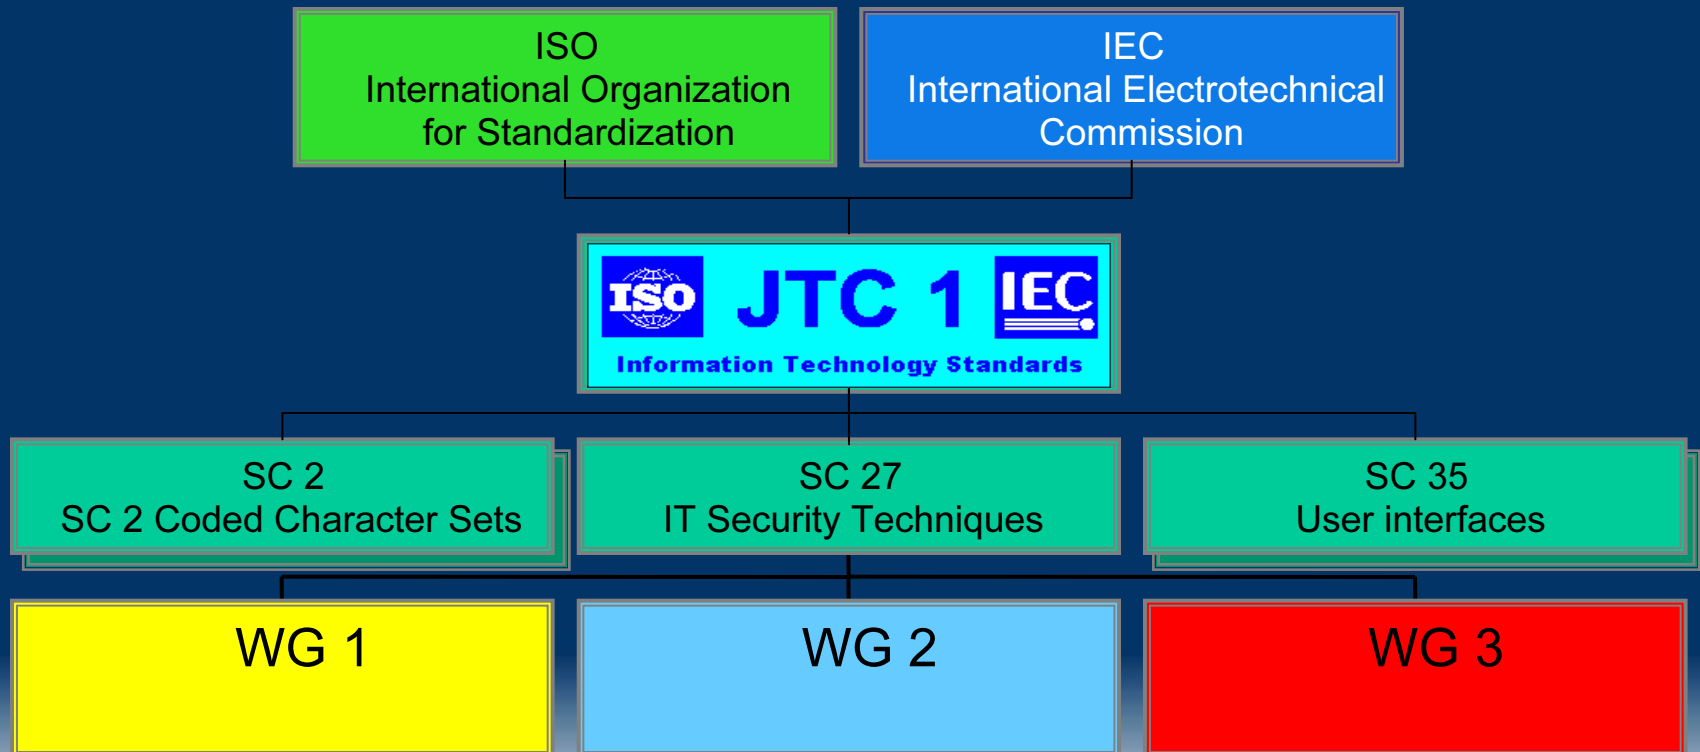 ISO
International Organization
for Standardization
IEC
International Electrotechnical
Commission
ISO JTC 1 IEC
Information Technology Standards
SC 2
SC 2 Coded Character Sets
SC 27
IT Security Techniques
SC 35
User interfaces
WG 1
WG 2
WG 3